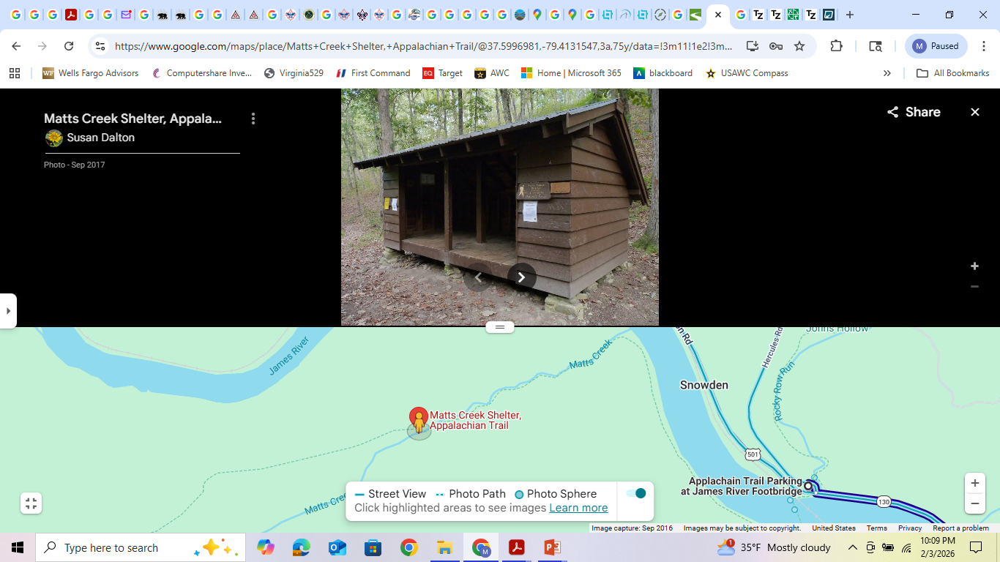 https://www.google.com/maps/place/Matts+Creek+Shelter,+Appalachian+Trail/@37.5996981,-79.4131547,3a,75y/data=!3m11!1e2!3m...
M Paused
WF Wells Fargo Advisors
Computershare Inve...
Virginia529
First Command
EQ Target
AWC
Home | Microsoft 365
blackboard
USAWC Compass
All Bookmarks
Matts Creek Shelter, Appala...
Susan Dalton
Photo - Sep 2017
Share
James River
Matts Creek
Snowden
Hercules Rd
Johns Hollow
Rocky Row Run
Matts Creek Shelter,
Appalachian Trail
501
Applachain Trail Parking
at James River Footbridge
130
Street View
Photo Path
Photo Sphere
Click highlighted areas to see images Learn more
Image capture: Sep 2016
Images may be subject to copyright.
United States
Terms
Privacy
Report a problem
Type here to search
35°F Mostly cloudy
10:09 PM
2/3/2026